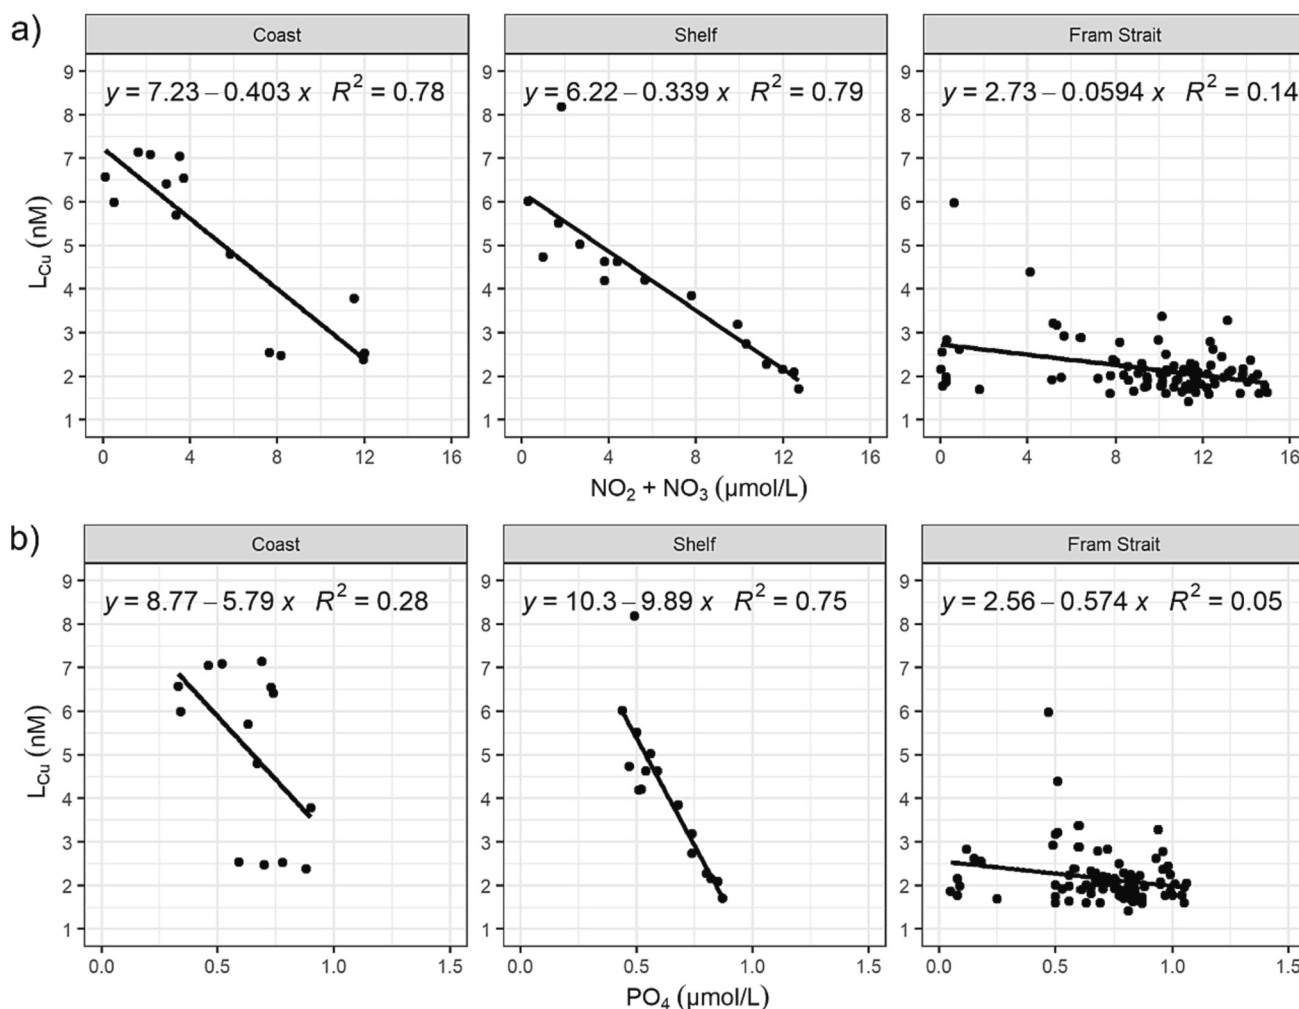 a)
Coast
Shelf
Fram Strait
y = 7.23 – 0.403 x R² = 0.78
y = 6.22 – 0.339 x R² = 0.79
y = 2.73 – 0.0594 x R² = 0.14
9
8
7
6
5
4
3
2
1
L_Cu (nM)
0 4 8 12 16
0 4 8 12 16
0 4 8 12 16
NO₂ + NO₃ (µmol/L)
b)
Coast
Shelf
Fram Strait
y = 8.77 – 5.79 x R² = 0.28
y = 10.3 – 9.89 x R² = 0.75
y = 2.56 – 0.574 x R² = 0.05
9
8
7
6
5
4
3
2
1
L_Cu (nM)
0.0 0.5 1.0 1.5
0.0 0.5 1.0 1.5
0.0 0.5 1.0 1.5
PO₄ (µmol/L)